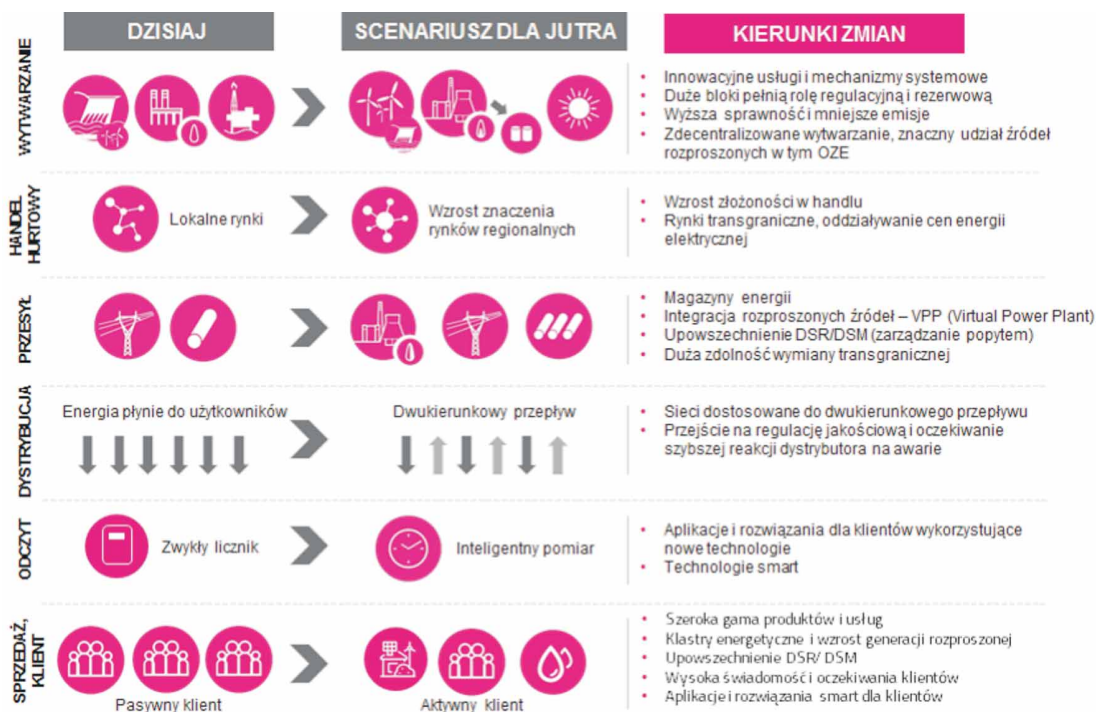 DZISIAJ
SCENARIUSZ DLA JUTRA
KIERUNKI ZMIAN
WYTWARZANIE
• Innowacyjne usługi i mechanizmy systemowe
• Duże bloki pełnią rolę regulacyjną i rezerwową
• Wyższa sprawność i mniejsze emisje
• Zdecentralizowane wytwarzanie, znaczny udział źródeł
rozproszonych w tym OZE
HANDEL
HURTOWY
Lokalne rynki
Wzrost znaczenia
rynków regionalnych
• Wzrost złożoności w handlu
• Rynki transgraniczne, oddziaływanie cen energii
elektrycznej
PRZESYŁ
• Magazyny energii
• Integracja rozproszonych źródeł – VPP (Virtual Power Plant)
• Upowszechnienie DSR/DSM (zarządzanie popytem)
• Duża zdolność wymiany transgranicznej
DYSTRYBUCJA
Energia płynie do użytkowników
Dwukierunkowy przepływ
• Sieci dostosowane do dwukierunkowego przepływu
• Przejście na regulację jakościową i oczekiwanie
szybszej reakcji dystrybutora na awarie
ODCZYT
Zwykły licznik
Inteligentny pomiar
• Aplikacje i rozwiązania dla klientów wykorzystujące
nowe technologie
• Technologie smart
SPRZEDAŻ,
KLIENT
Pasywny klient
Aktywny klient
• Szeroka gama produktów i usług
• Klastry energetyczne i wzrost generacji rozproszonej
• Upowszechnienie DSR/ DSM
• Wysoka świadomość i oczekiwania klientów
• Aplikacje i rozwiązania smart dla klientów